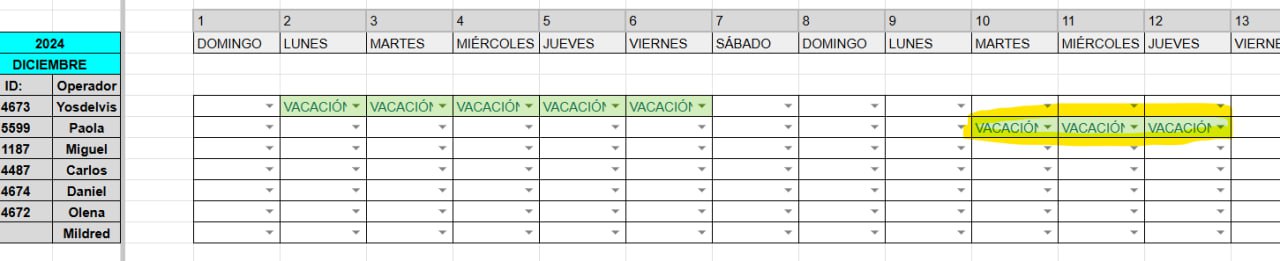 1 2 3 4 5 6 7 8 9 10 11 12 13
2024 DOMINGO LUNES MARTES MIÉRCOLES JUEVES VIERNES SÁBADO DOMINGO LUNES MARTES MIÉRCOLES JUEVES VIERNE
DICIEMBRE
ID: Operador
4673 Yosdelvis VACACIÓN VACACIÓN VACACIÓN VACACIÓN VACACIÓN
5599 Paola VACACIÓN VACACIÓN VACACIÓN
1187 Miguel
4487 Carlos
4674 Daniel
4672 Olena
Mildred